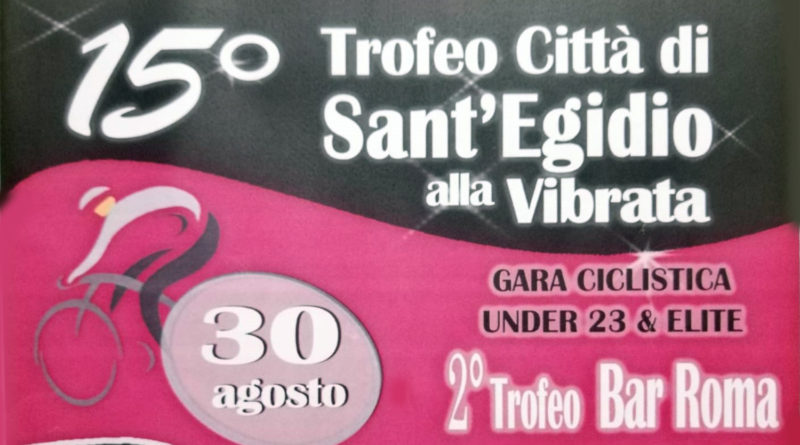 15° Trofeo Città di
Sant'Egidio
alla Vibrata
GARA CICLISTICA
UNDER 23 & ELITE
30
agosto
2° Trofeo Bar Roma